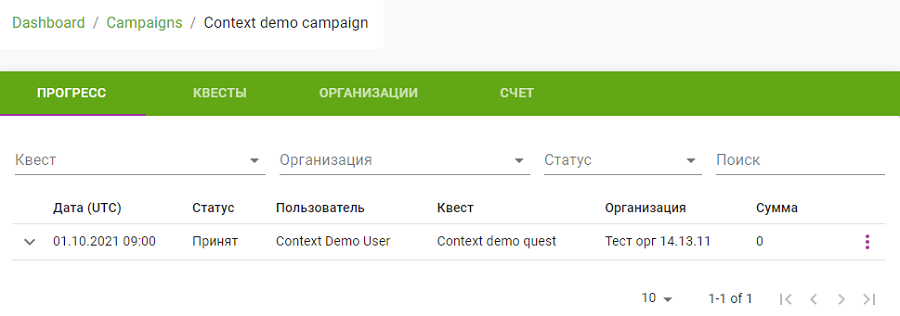 Dashboard / Campaigns / Context demo campaign
ПРОГРЕСС КВЕСТЫ ОРГАНИЗАЦИИ СЧЕТ
Квест Организация Статус Поиск
Дата (UTC) Статус Пользователь Квест Организация Сумма
01.10.2021 09:00 Принят Context Demo User Context demo quest Тест орг 14.13.11 0
10 1-1 of 1